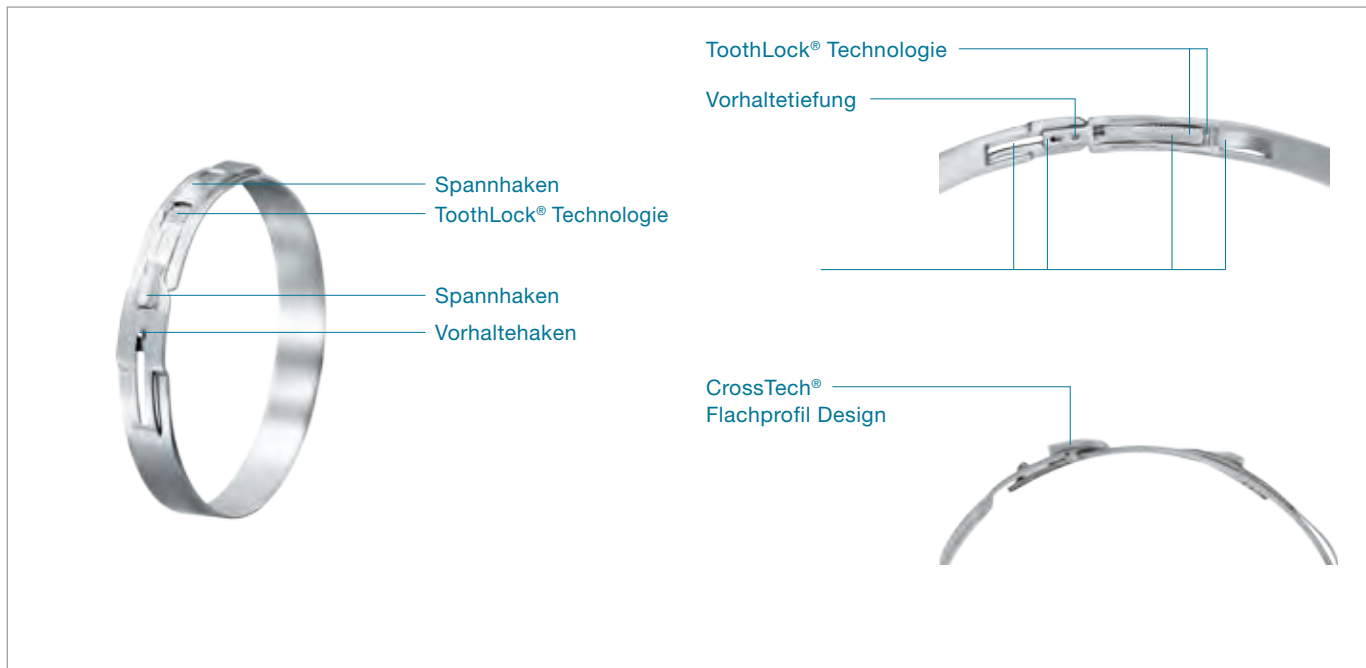 Spannhaken
ToothLock® Technologie
Spannhaken
Vorhaltehaken
ToothLock® Technologie
Vorhaltetiefung
CrossTech®
Flachprofil Design